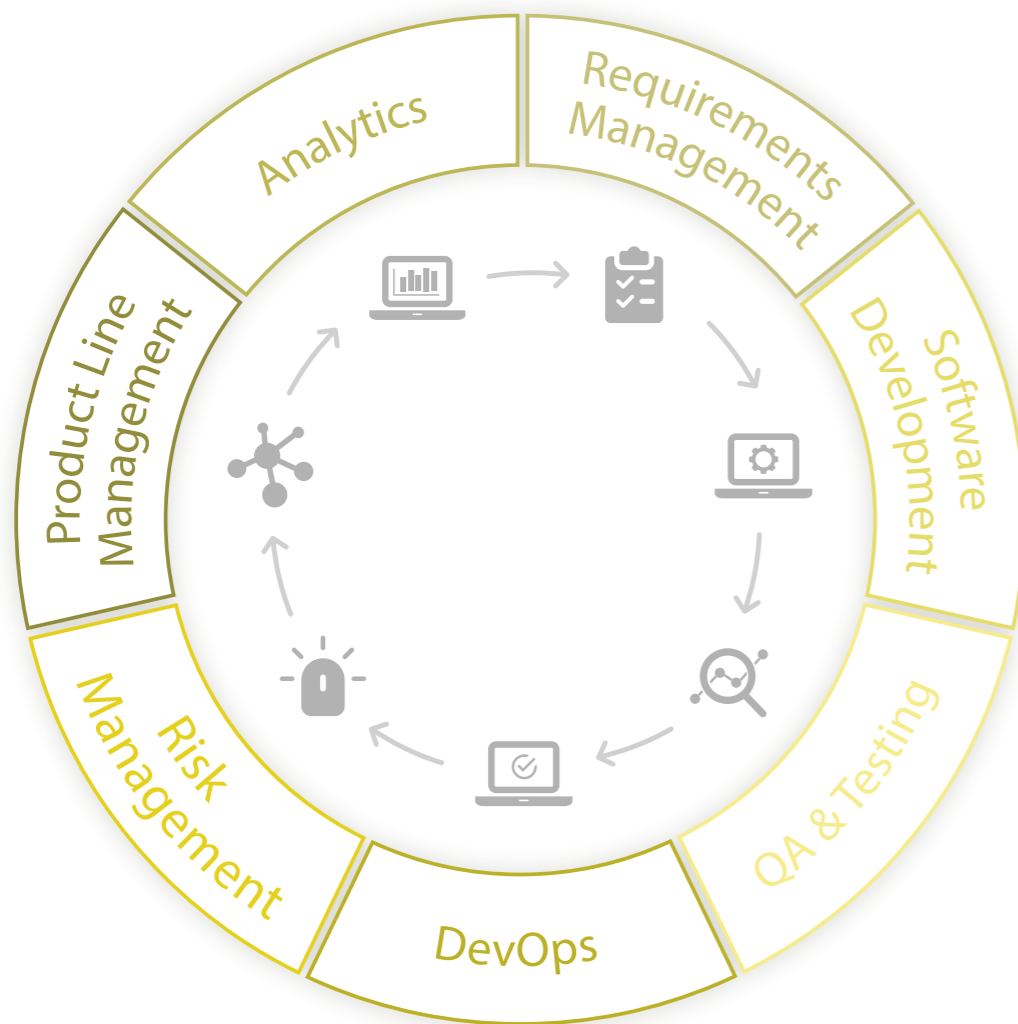 Analytics
Requirements
Management
Software
Development
QA & Testing
DevOps
Risk
Management
Product Line
Management